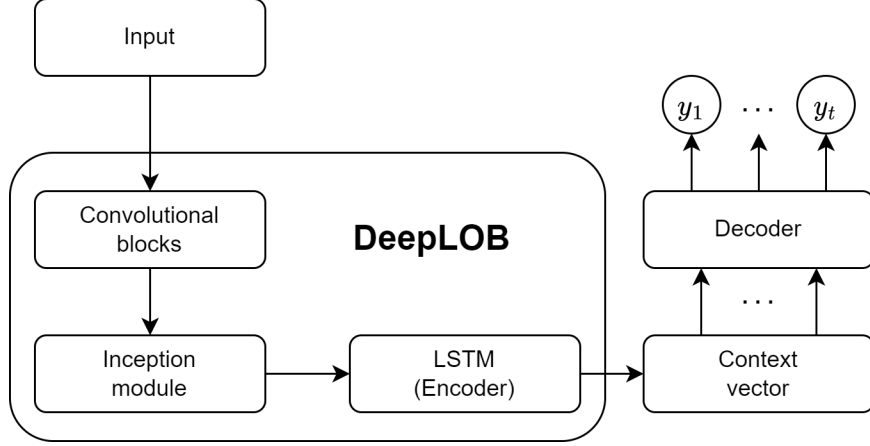 Input
Convolutional
blocks
DeepLOB
Inception
module
LSTM
(Encoder)
Context
vector
...
Decoder
y₁ ... yₜ